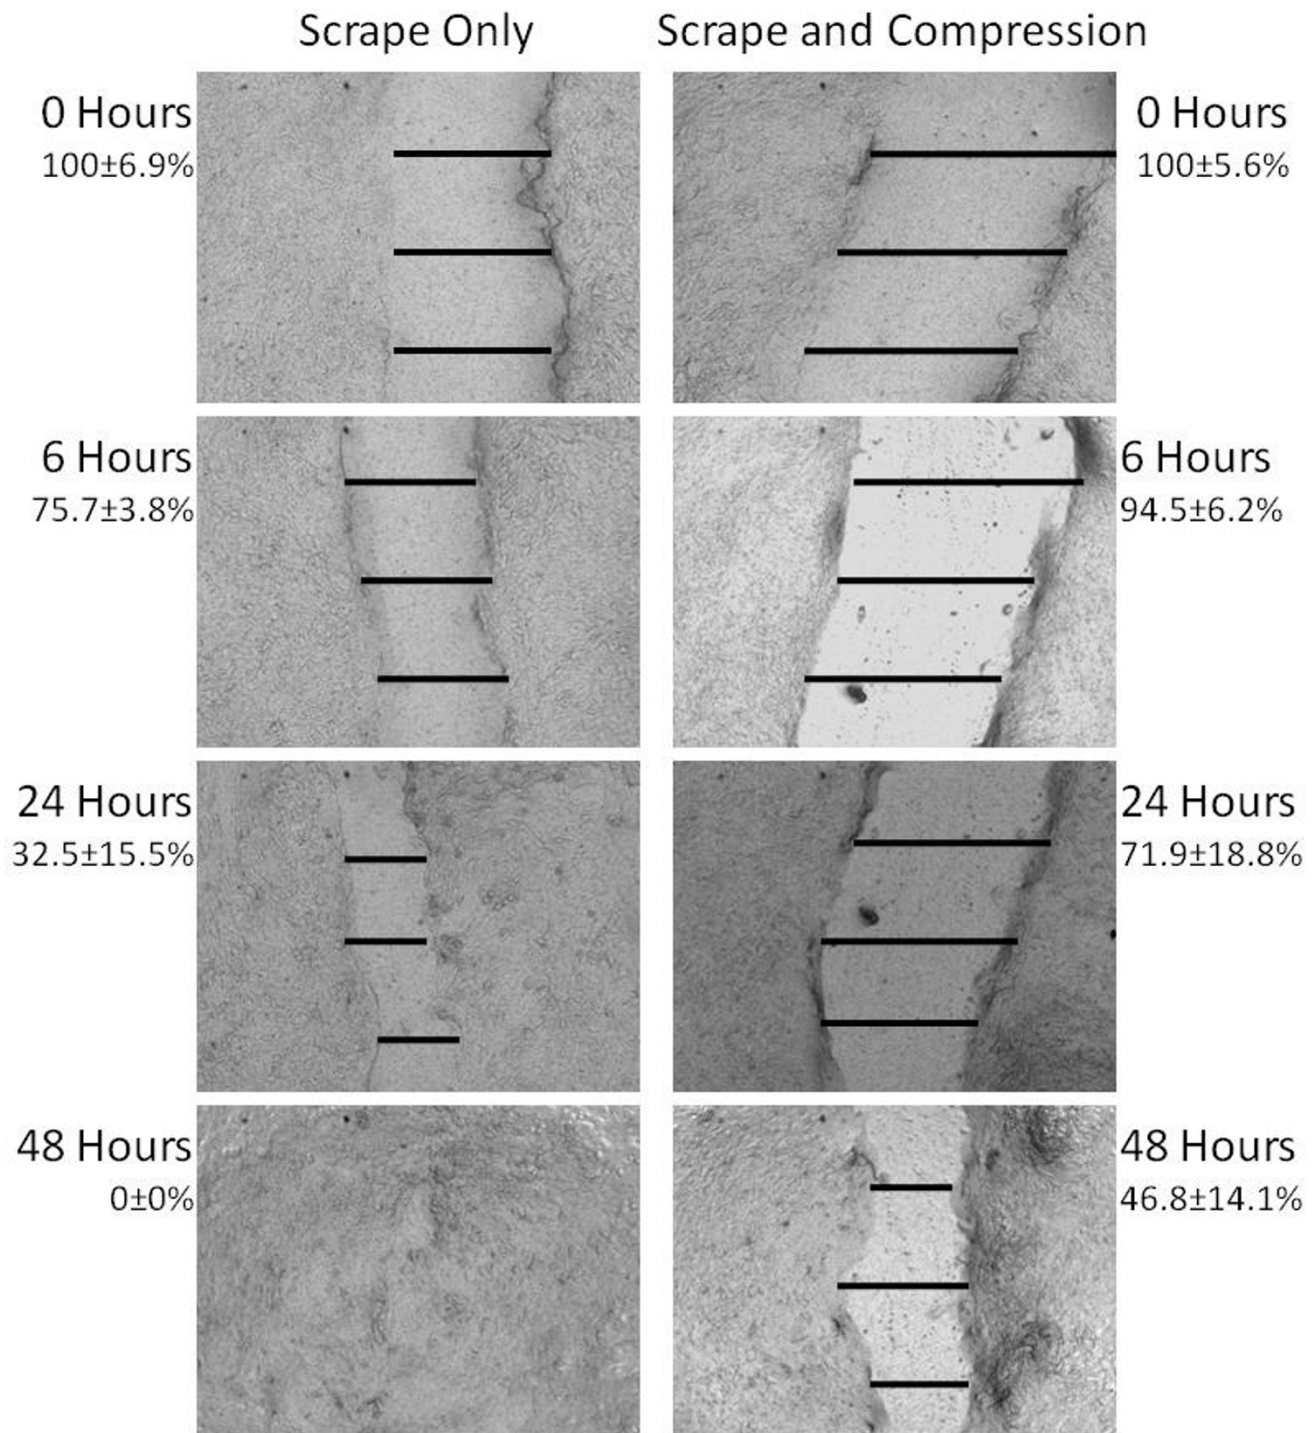 Scrape Only
Scrape and Compression
0 Hours
100±6.9%
0 Hours
100±5.6%
6 Hours
75.7±3.8%
6 Hours
94.5±6.2%
24 Hours
32.5±15.5%
24 Hours
71.9±18.8%
48 Hours
0±0%
48 Hours
46.8±14.1%